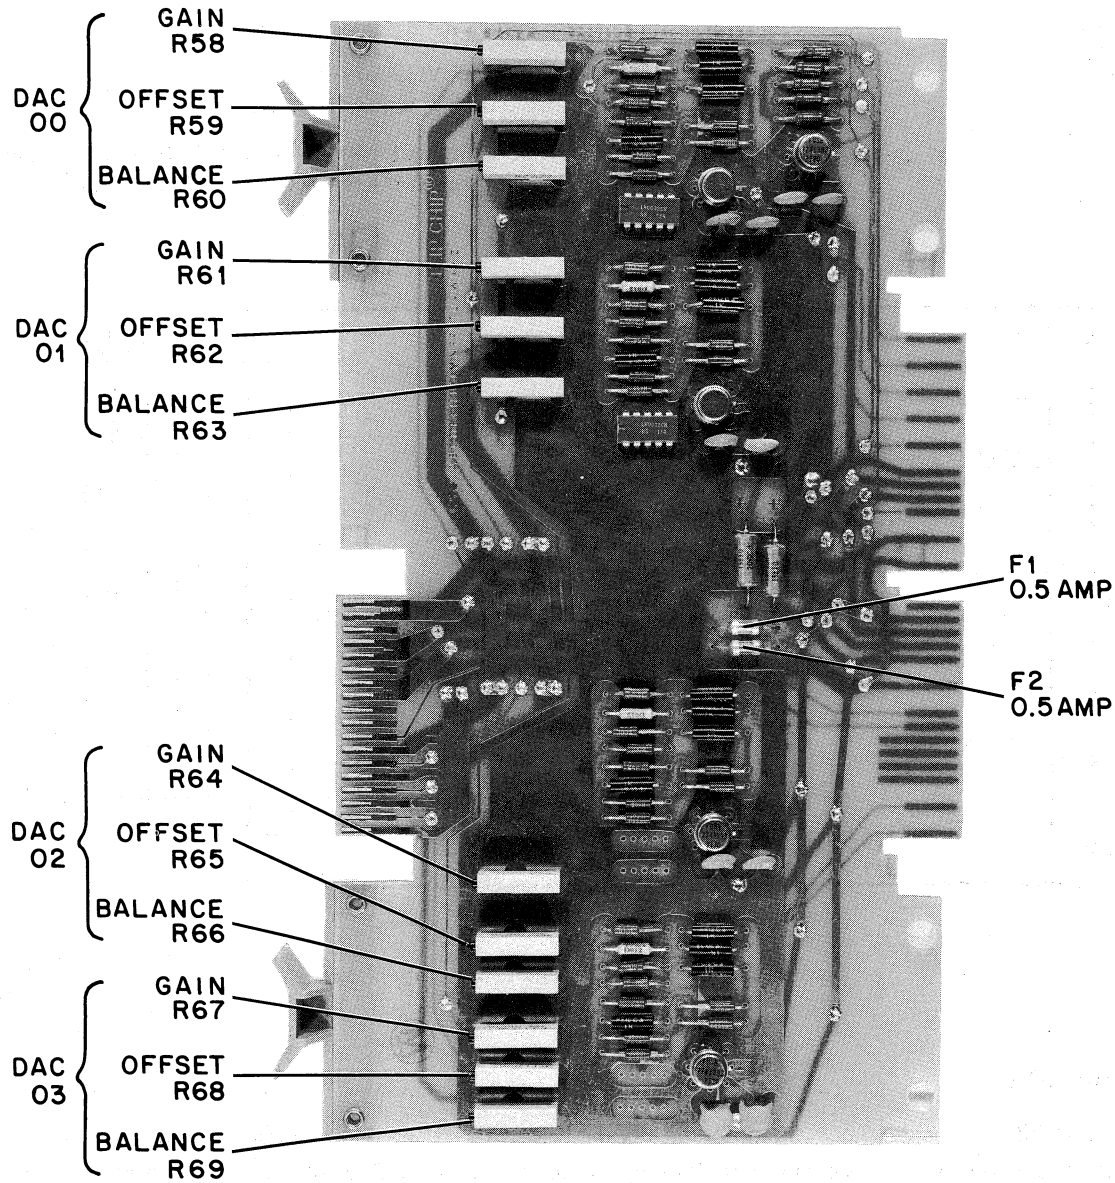 GAIN
R58
DAC
00
OFFSET
R59
BALANCE
R60
GAIN
R61
DAC
01
OFFSET
R62
BALANCE
R63
F1
0.5 AMP
F2
0.5 AMP
GAIN
R64
DAC
02
OFFSET
R65
BALANCE
R66
GAIN
R67
DAC
03
OFFSET
R68
BALANCE
R69
FLIP CHIP